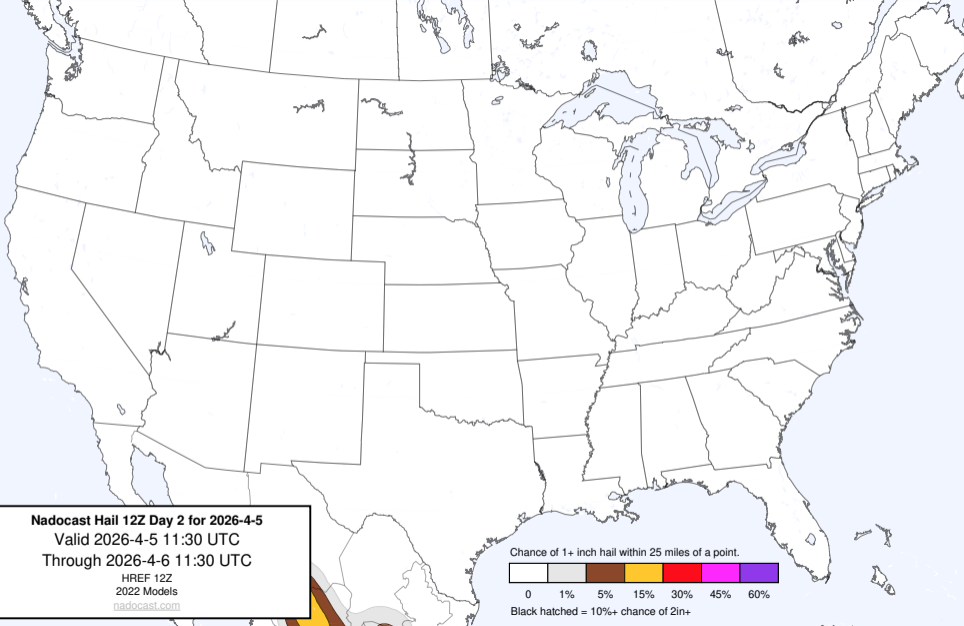 Nadocast Hail 12Z Day 2 for 2026-4-5
Valid 2026-4-5 11:30 UTC
Through 2026-4-6 11:30 UTC
HREF 12Z
2022 Models
nadocast.com
Chance of 1+ inch hail within 25 miles of a point.
0 1% 5% 15% 30% 45% 60%
Black hatched = 10%+ chance of 2in+